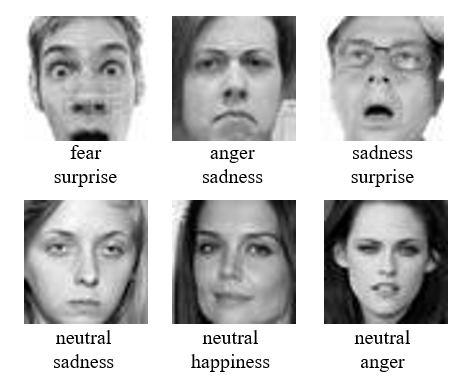 fear
surprise
anger
sadness
sadness
surprise
neutral
sadness
neutral
happiness
neutral
anger